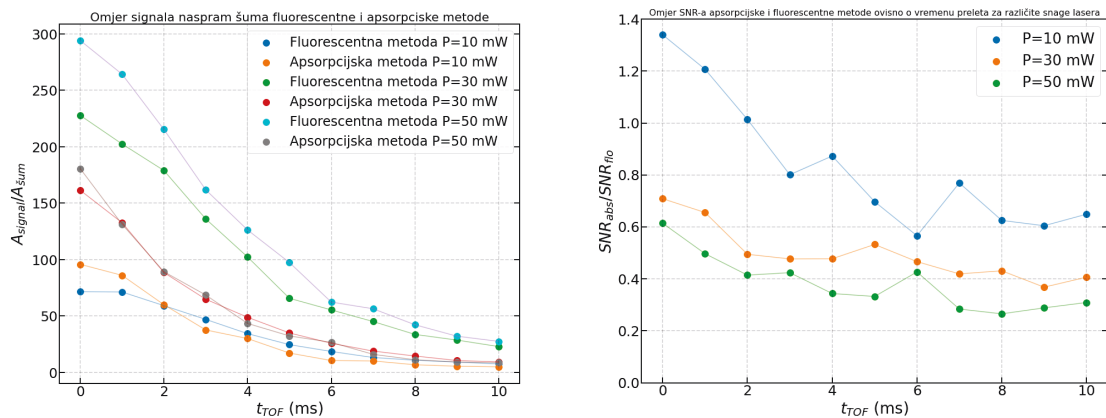 Omjer signala naspram šuma fluorescentne i apsorpciske metode
300
250
200
150
100
50
0
A_signal/A_šum
Fluorescentna metoda P=10 mW
Apsorpcijska metoda P=10 mW
Fluorescentna metoda P=30 mW
Apsorpcijska metoda P=30 mW
Fluorescentna metoda P=50 mW
Apsorpcijska metoda P=50 mW
0 2 4 6 8 10
t_TOF (ms)
Omjer SNR-a apsorpcijske i fluorescentne metode ovisno o vremenu preleta za različite snage lasera
1.4
1.2
1.0
0.8
0.6
0.4
0.2
0.0
SNR_abs/SNR_flo
P=10 mW
P=30 mW
P=50 mW
0 2 4 6 8 10
t_TOF (ms)